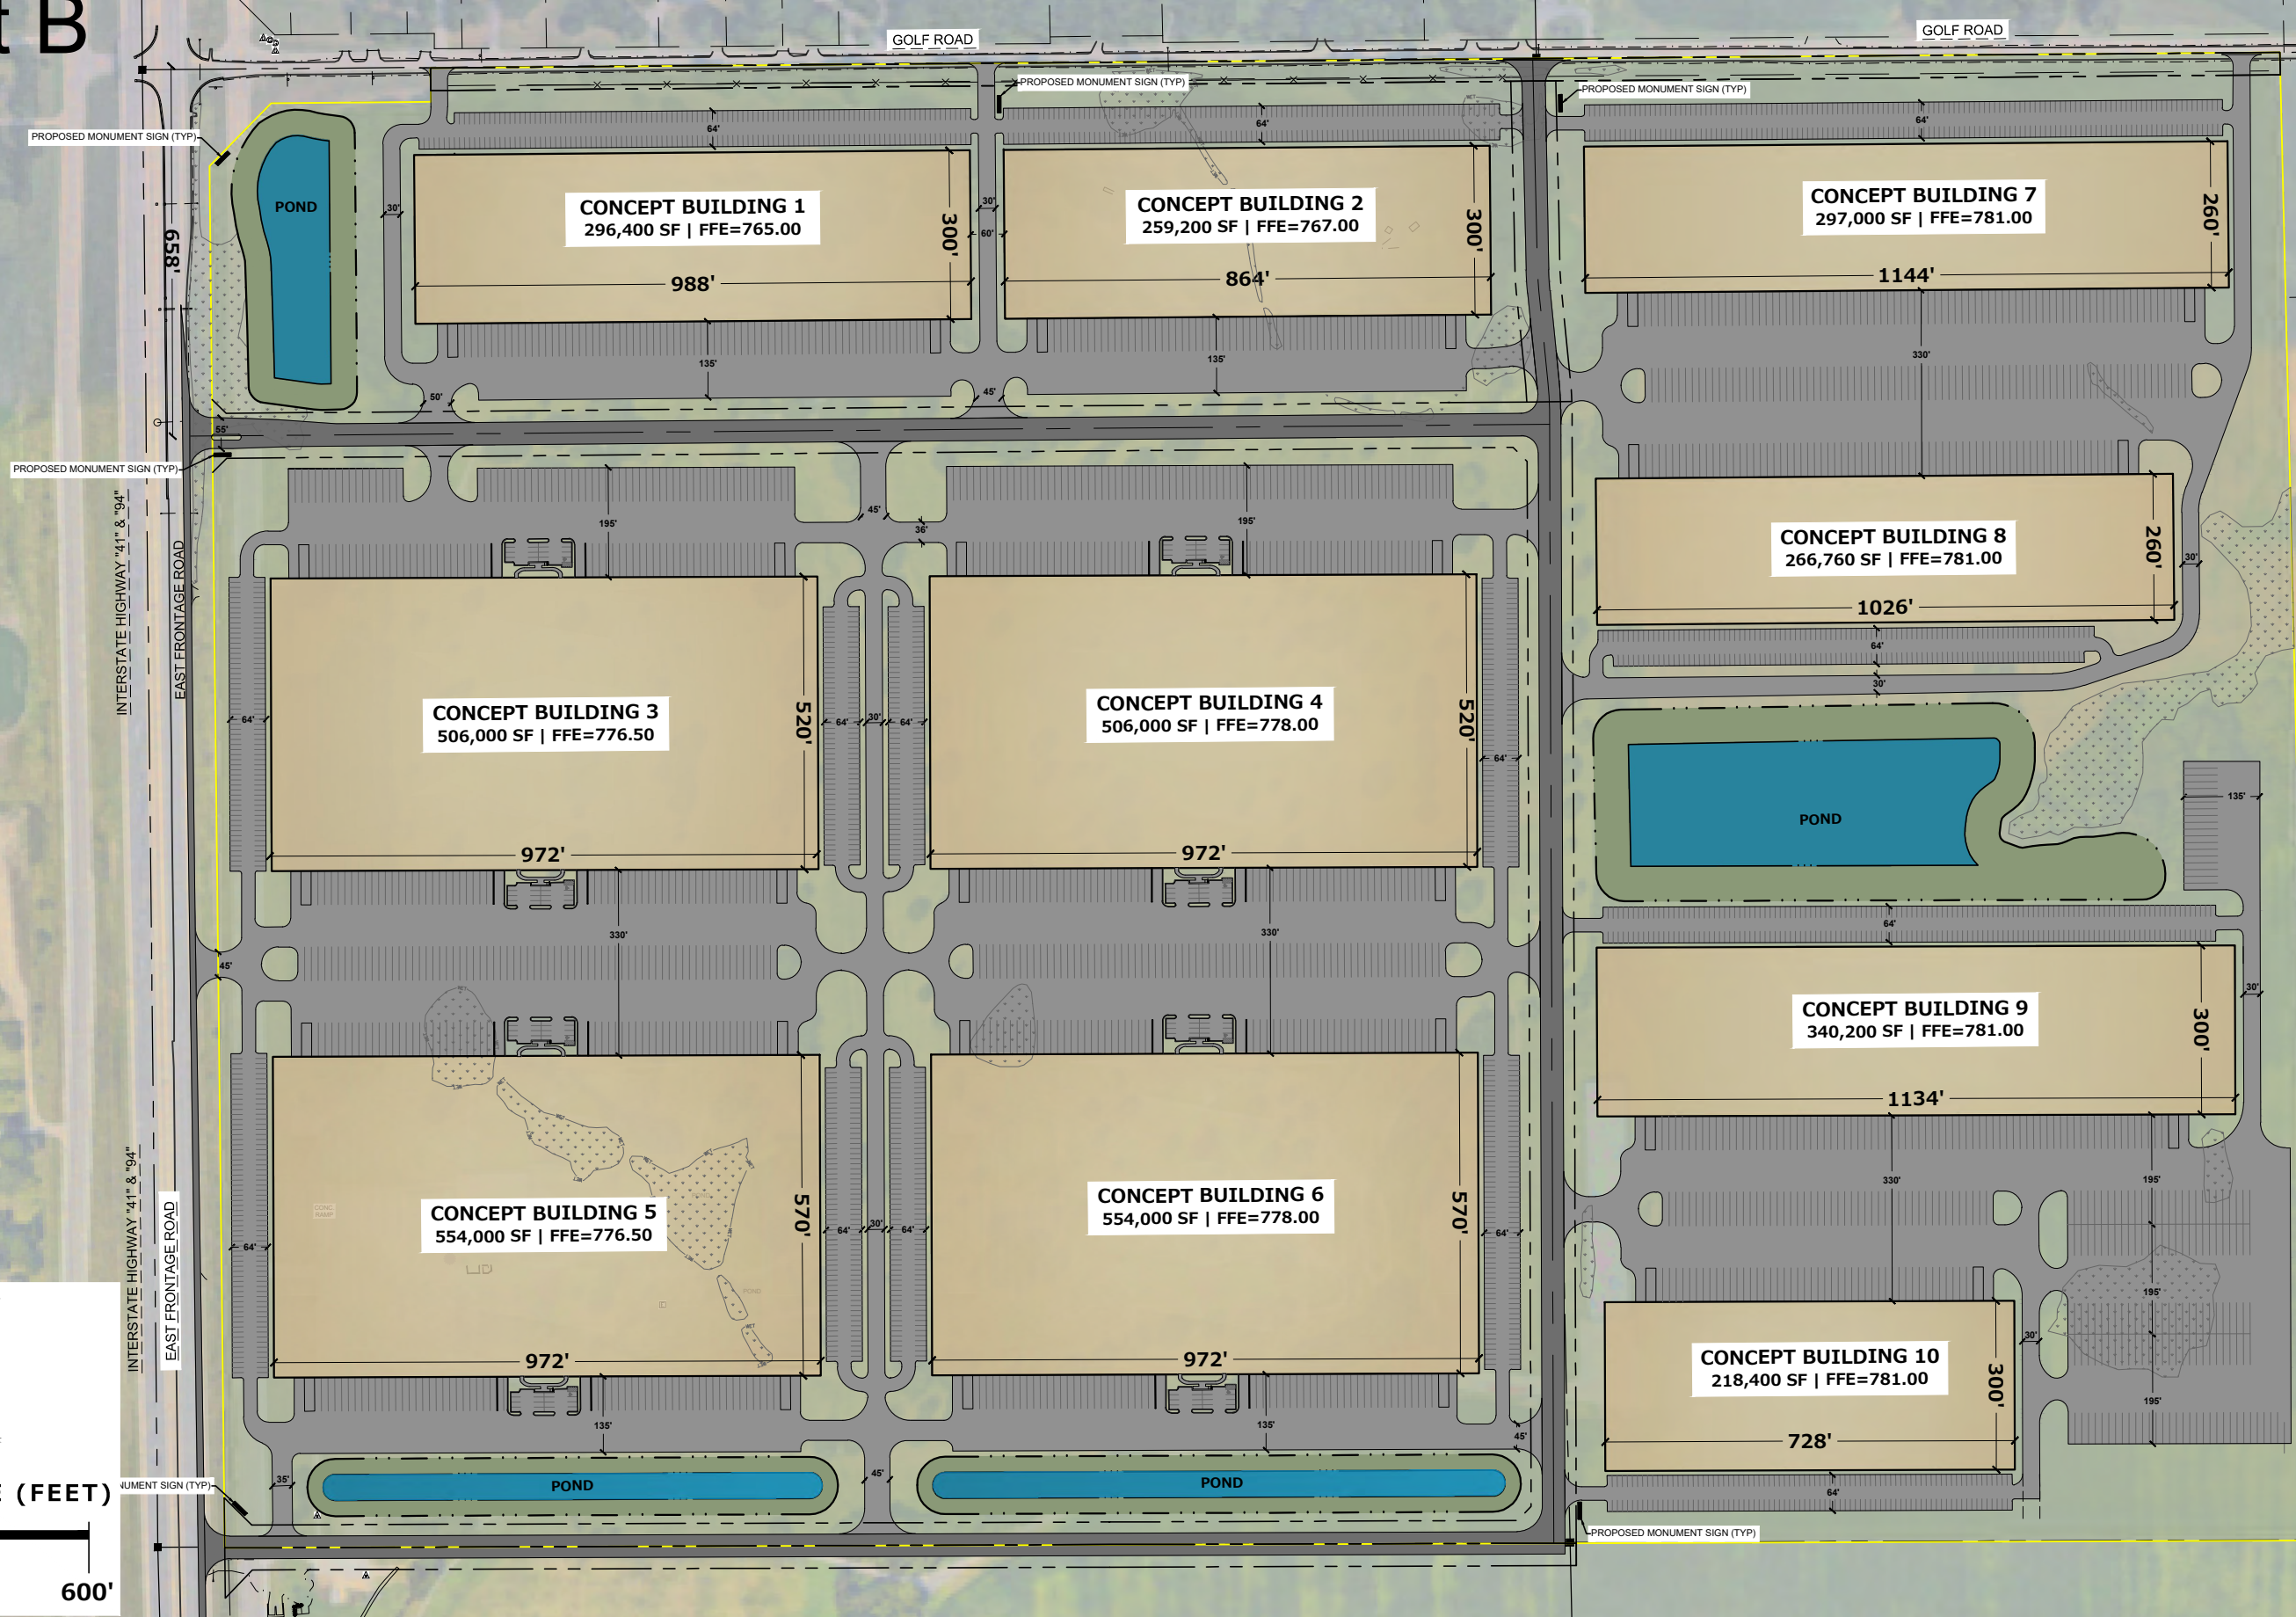 t B
GOLF ROAD
GOLF ROAD
PROPOSED MONUMENT SIGN (TYP)
PROPOSED MONUMENT SIGN (TYP)
PROPOSED MONUMENT SIGN (TYP)
64'
64'
64'
POND
658'
30'
CONCEPT BUILDING 1
296,400 SF | FFE=765.00
300'
988'
30'
60'
CONCEPT BUILDING 2
259,200 SF | FFE=767.00
300'
864'
CONCEPT BUILDING 7
297,000 SF | FFE=781.00
260'
1144'
135'
135'
330'
50'
45'
55'
PROPOSED MONUMENT SIGN (TYP)
INTERSTATE HIGHWAY "41" & "94"
EAST FRONTAGE ROAD
195'
45'
36'
195'
CONCEPT BUILDING 8
266,760 SF | FFE=781.00
260'
1026'
30'
64'
30'
CONCEPT BUILDING 3
506,000 SF | FFE=776.50
520'
972'
64'
64'
30'
64'
CONCEPT BUILDING 4
506,000 SF | FFE=778.00
520'
972'
64'
POND
135'
64'
330'
330'
45'
CONCEPT BUILDING 9
340,200 SF | FFE=781.00
300'
1134'
30'
INTERSTATE HIGHWAY "41" & "94"
EAST FRONTAGE ROAD
CONC.
RAMP
CONCEPT BUILDING 5
554,000 SF | FFE=776.50
570'
972'
POND
64'
64'
30'
64'
CONCEPT BUILDING 6
554,000 SF | FFE=778.00
570'
972'
64'
330'
195'
195'
195'
30'
CONCEPT BUILDING 10
218,400 SF | FFE=781.00
300'
728'
64'
135'
135'
45'
35'
POND
45'
POND
NUMENT SIGN (TYP)
PROPOSED MONUMENT SIGN (TYP)
E (FEET)
600'